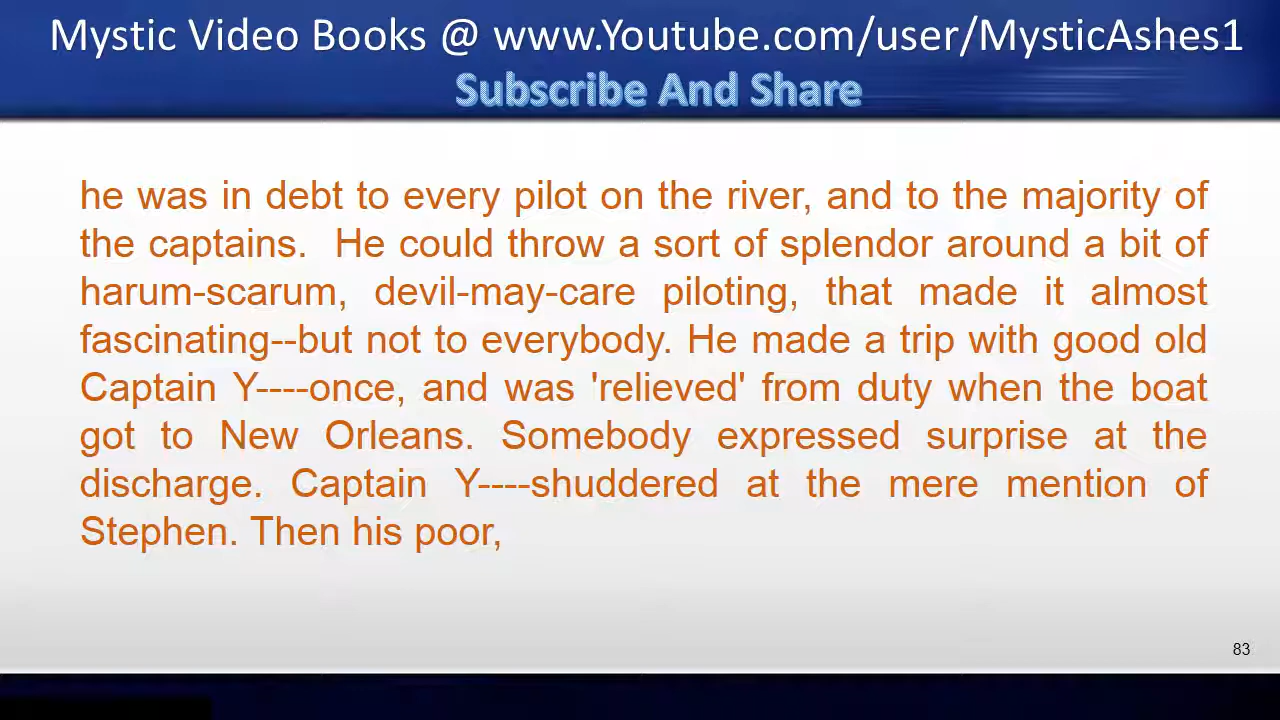 Mystic Video Books @ www.Youtube.com/user/MysticAshes1
Subscribe And Share
he was in debt to every pilot on the river, and to the majority of
the captains.  He could throw a sort of splendor around a bit of
harum-scarum, devil-may-care piloting, that made it almost
fascinating--but not to everybody. He made a trip with good old
Captain Y----once, and was 'relieved' from duty when the boat
got to New Orleans. Somebody expressed surprise at the
discharge. Captain Y----shuddered at the mere mention of
Stephen. Then his poor,
83